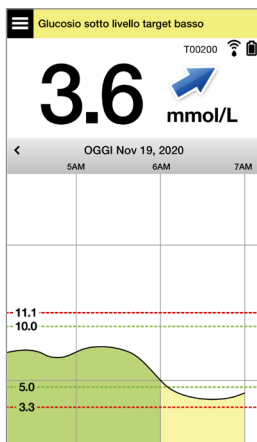 Glucosio sotto livello target basso
T00200
3.6
mmol/L
< OGGI Nov 19, 2020
5AM 6AM 7AM
11.1
10.0
5.0
3.3